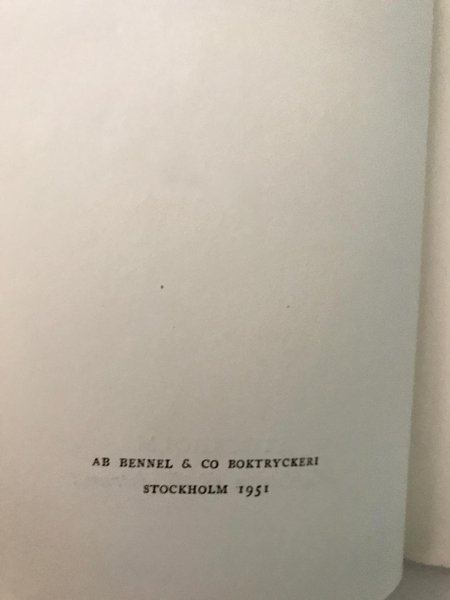 AB BENNEL & CO BOKTRYCKERI
STOCKHOLM 1951